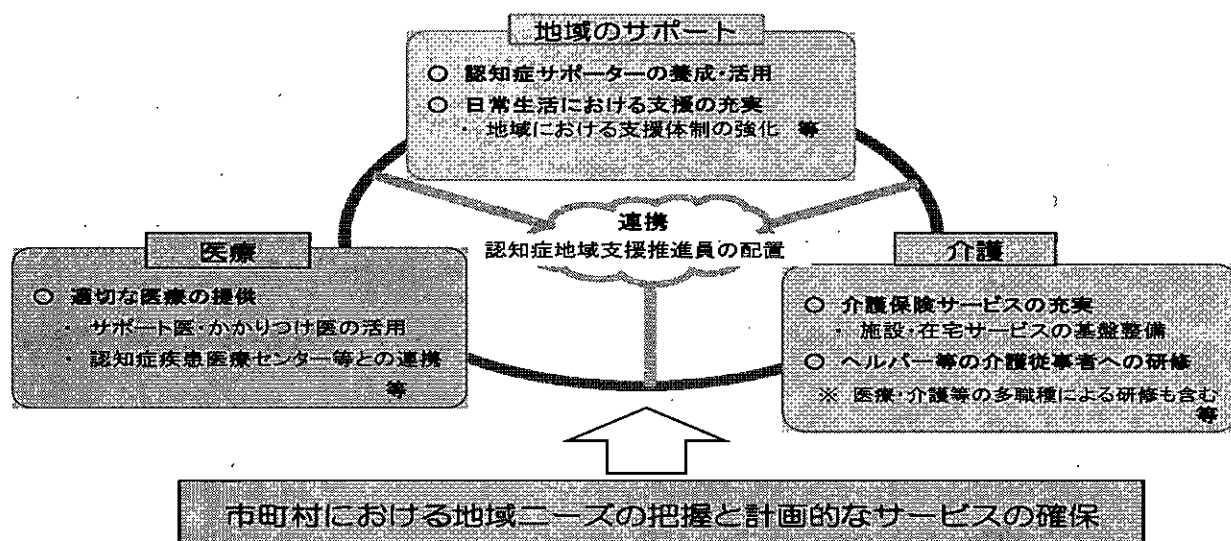 地域のサポート
○ 認知症サポーターの養成・活用
○ 日常生活における支援の充実
・ 地域における支援体制の強化 等
連携
認知症地域支援推進員の配置
医療
○ 適切な医療の提供
・ サポート医・かかりつけ医の活用
・ 認知症疾患医療センター等との連携
等
介護
○ 介護保険サービスの充実
・ 施設・在宅サービスの基盤整備
○ ヘルパー等の介護従事者への研修
※ 医療・介護等の多職種による研修も含む
等
市町村における地域ニーズの把握と計画的なサービスの確保